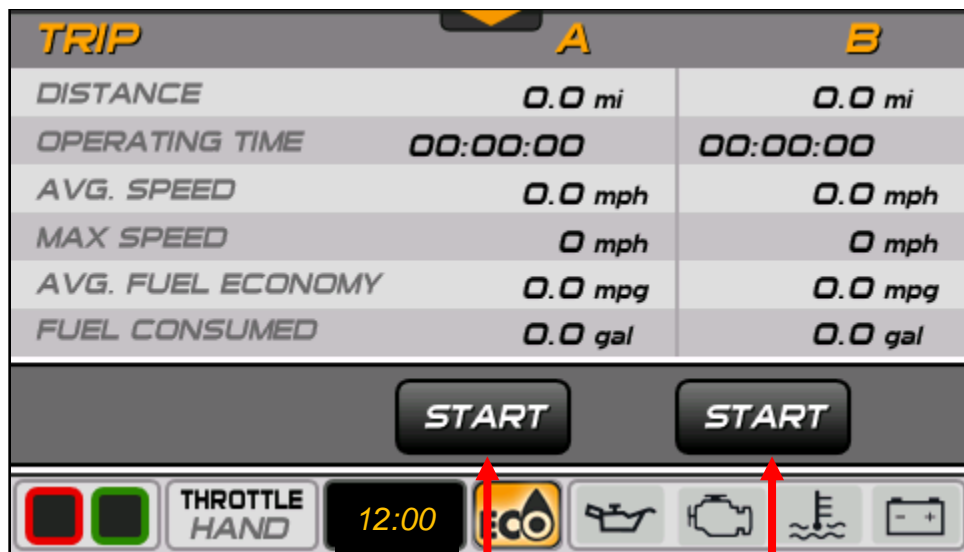 TRIP A B
DISTANCE 0.0 mi 0.0 mi
OPERATING TIME 00:00:00 00:00:00
AVG. SPEED 0.0 mph 0.0 mph
MAX SPEED 0 mph 0 mph
AVG. FUEL ECONOMY 0.0 mpg 0.0 mpg
FUEL CONSUMED 0.0 gal 0.0 gal
START START
THROTTLE
HAND 12:00 ECO - +